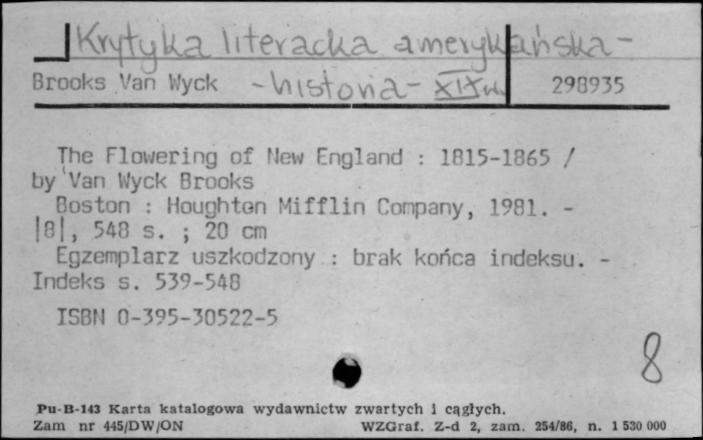 Krytyka literacka amerykańska -
Brooks Van Wyck - historia - XIX w. 298935
The Flowering of New England : 1815-1865 /
by Van Wyck Brooks
Boston : Houghton Mifflin Company, 1981. -
|8|, 548 s. ; 20 cm
Egzemplarz uszkodzony : brak końca indeksu. -
Indeks s. 539-548
ISBN 0-395-30522-5
8
Pu-B-143 Karta katalogowa wydawnictw zwartych i ciągłych.
Zam nr 445/DW/ON WZGraf. Z-d 2, zam. 254/86, n. 1 530 000